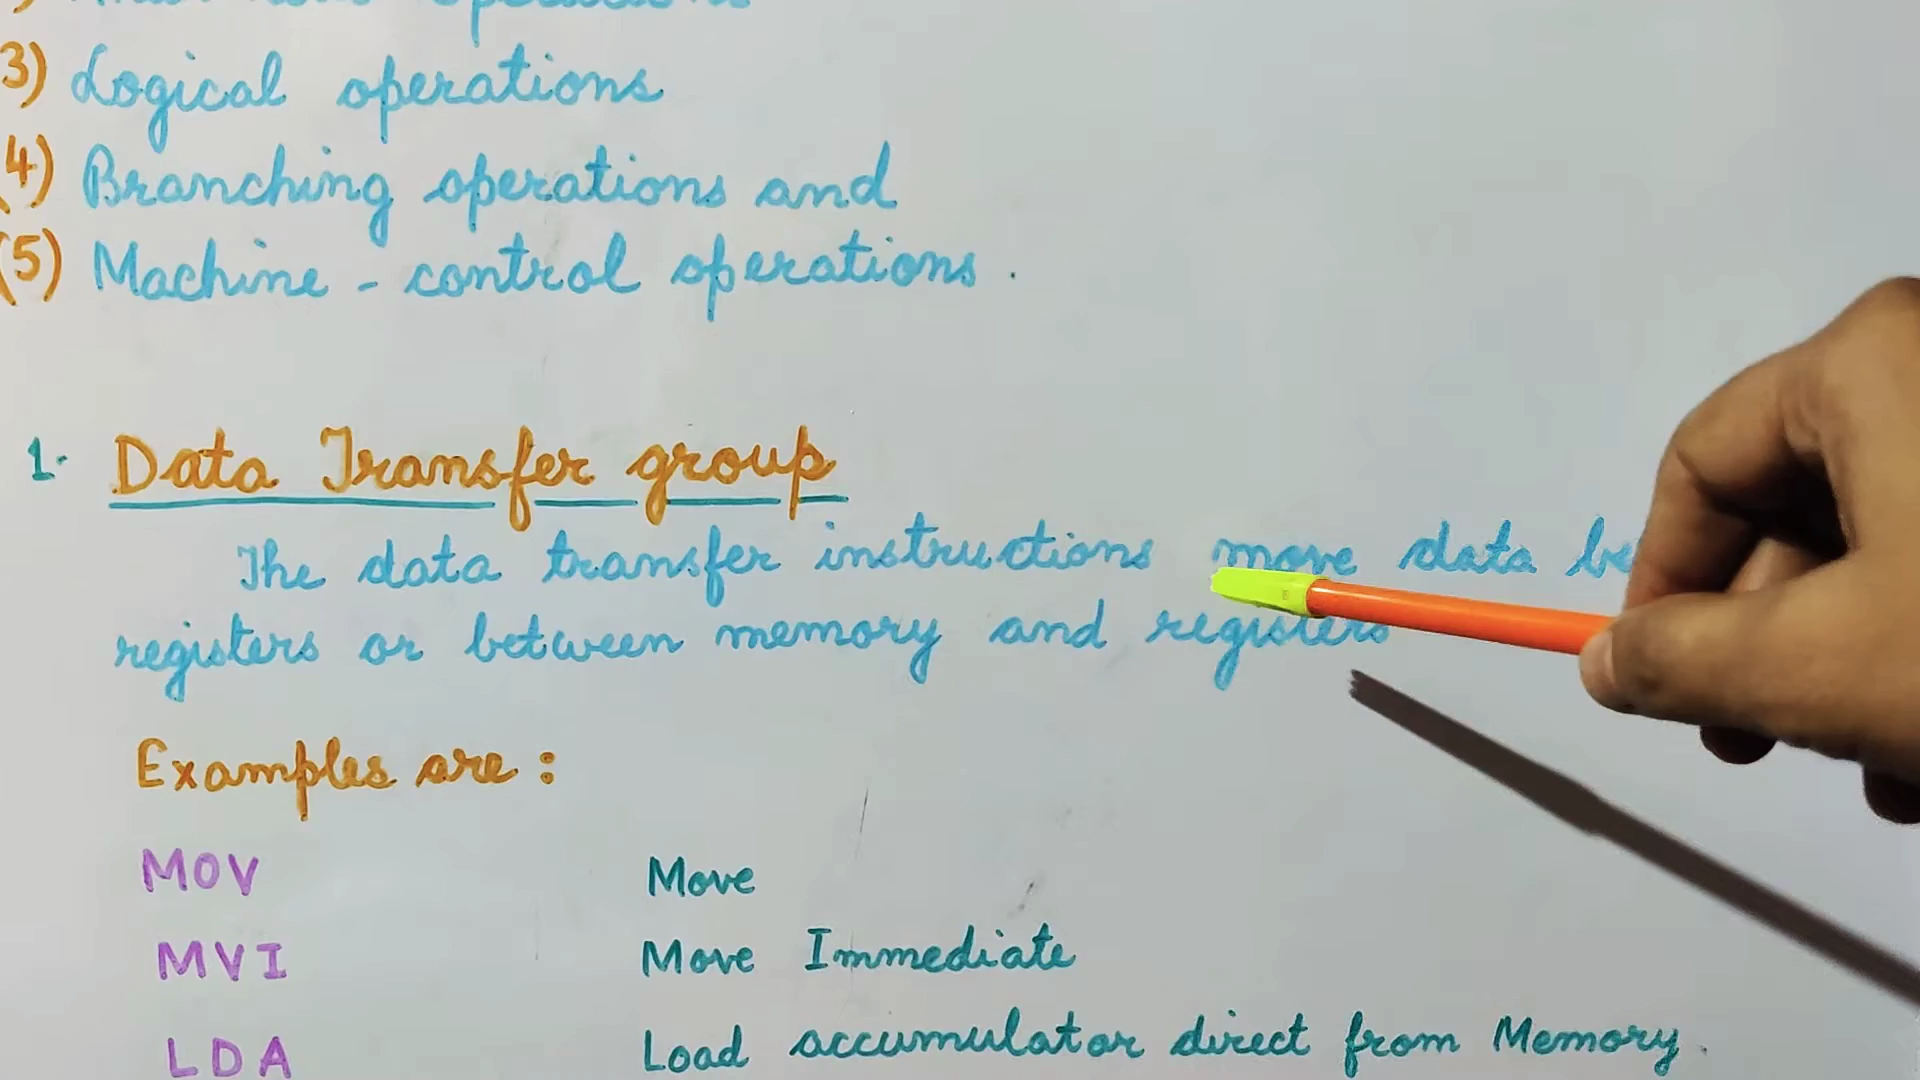 3) Logical operations
4) Branching operations and
(5) Machine - control operations.
1. Data Transfer group
The data transfer instructions move data be
registers or between memory and registers
Examples are :
MOV Move
MVI Move Immediate
LDA Load accumulator direct from Memory.